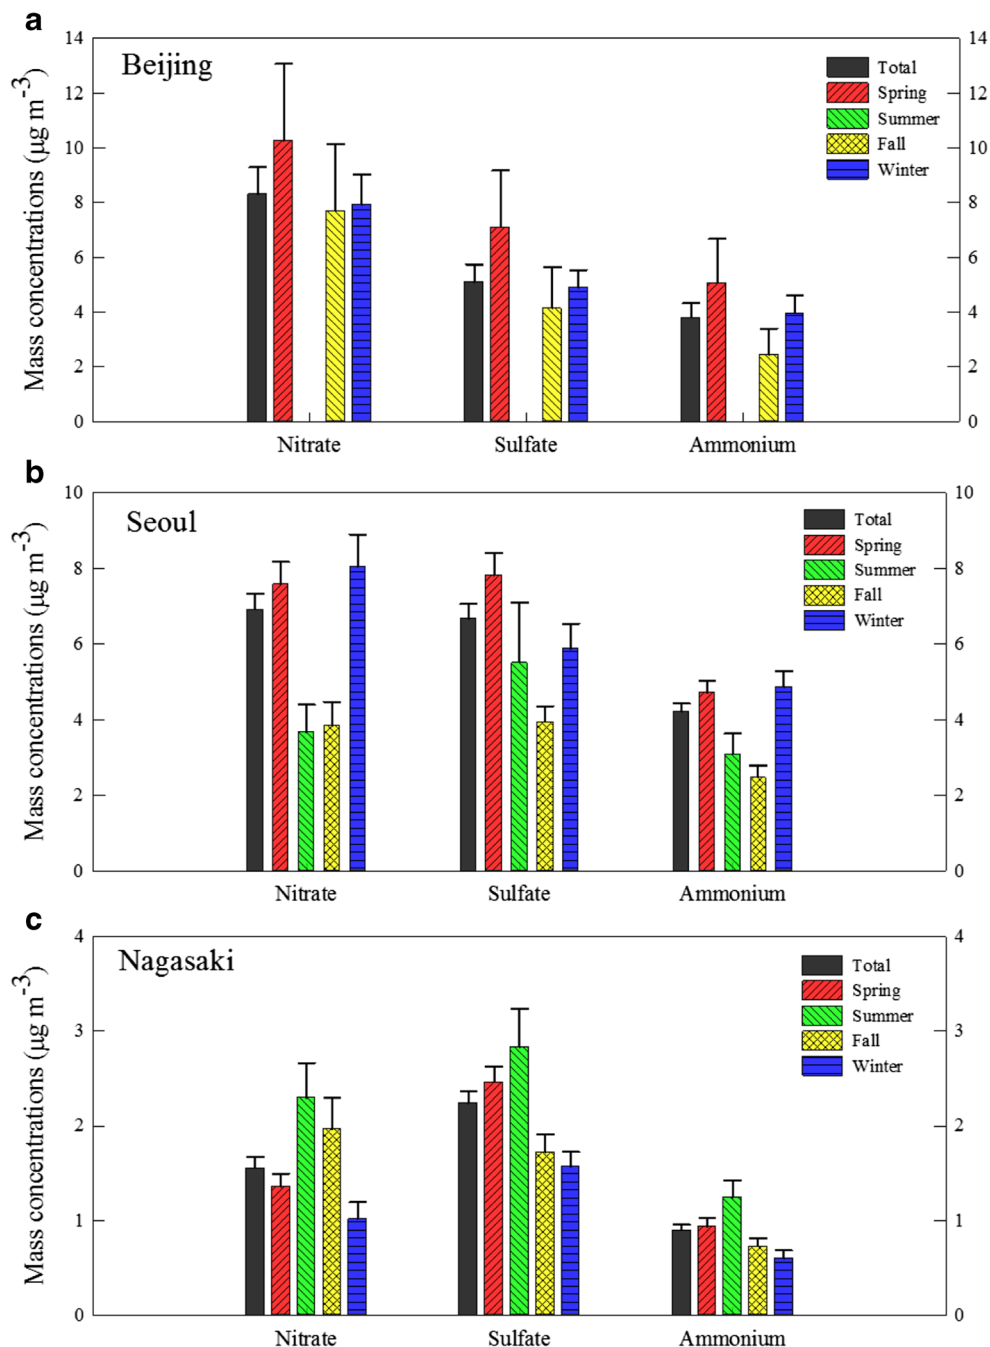 a
Beijing
Mass concentrations (μg m-3)
14 14
12 12
10 10
8 8
6 6
4 4
2 2
0 0
Total
Spring
Summer
Fall
Winter
Nitrate Sulfate Ammonium
b
Seoul
Mass concentrations (μg m-3)
10 10
8 8
6 6
4 4
2 2
0 0
Total
Spring
Summer
Fall
Winter
Nitrate Sulfate Ammonium
c
Nagasaki
Mass concentrations (μg m-3)
4 4
3 3
2 2
1 1
0 0
Total
Spring
Summer
Fall
Winter
Nitrate Sulfate Ammonium